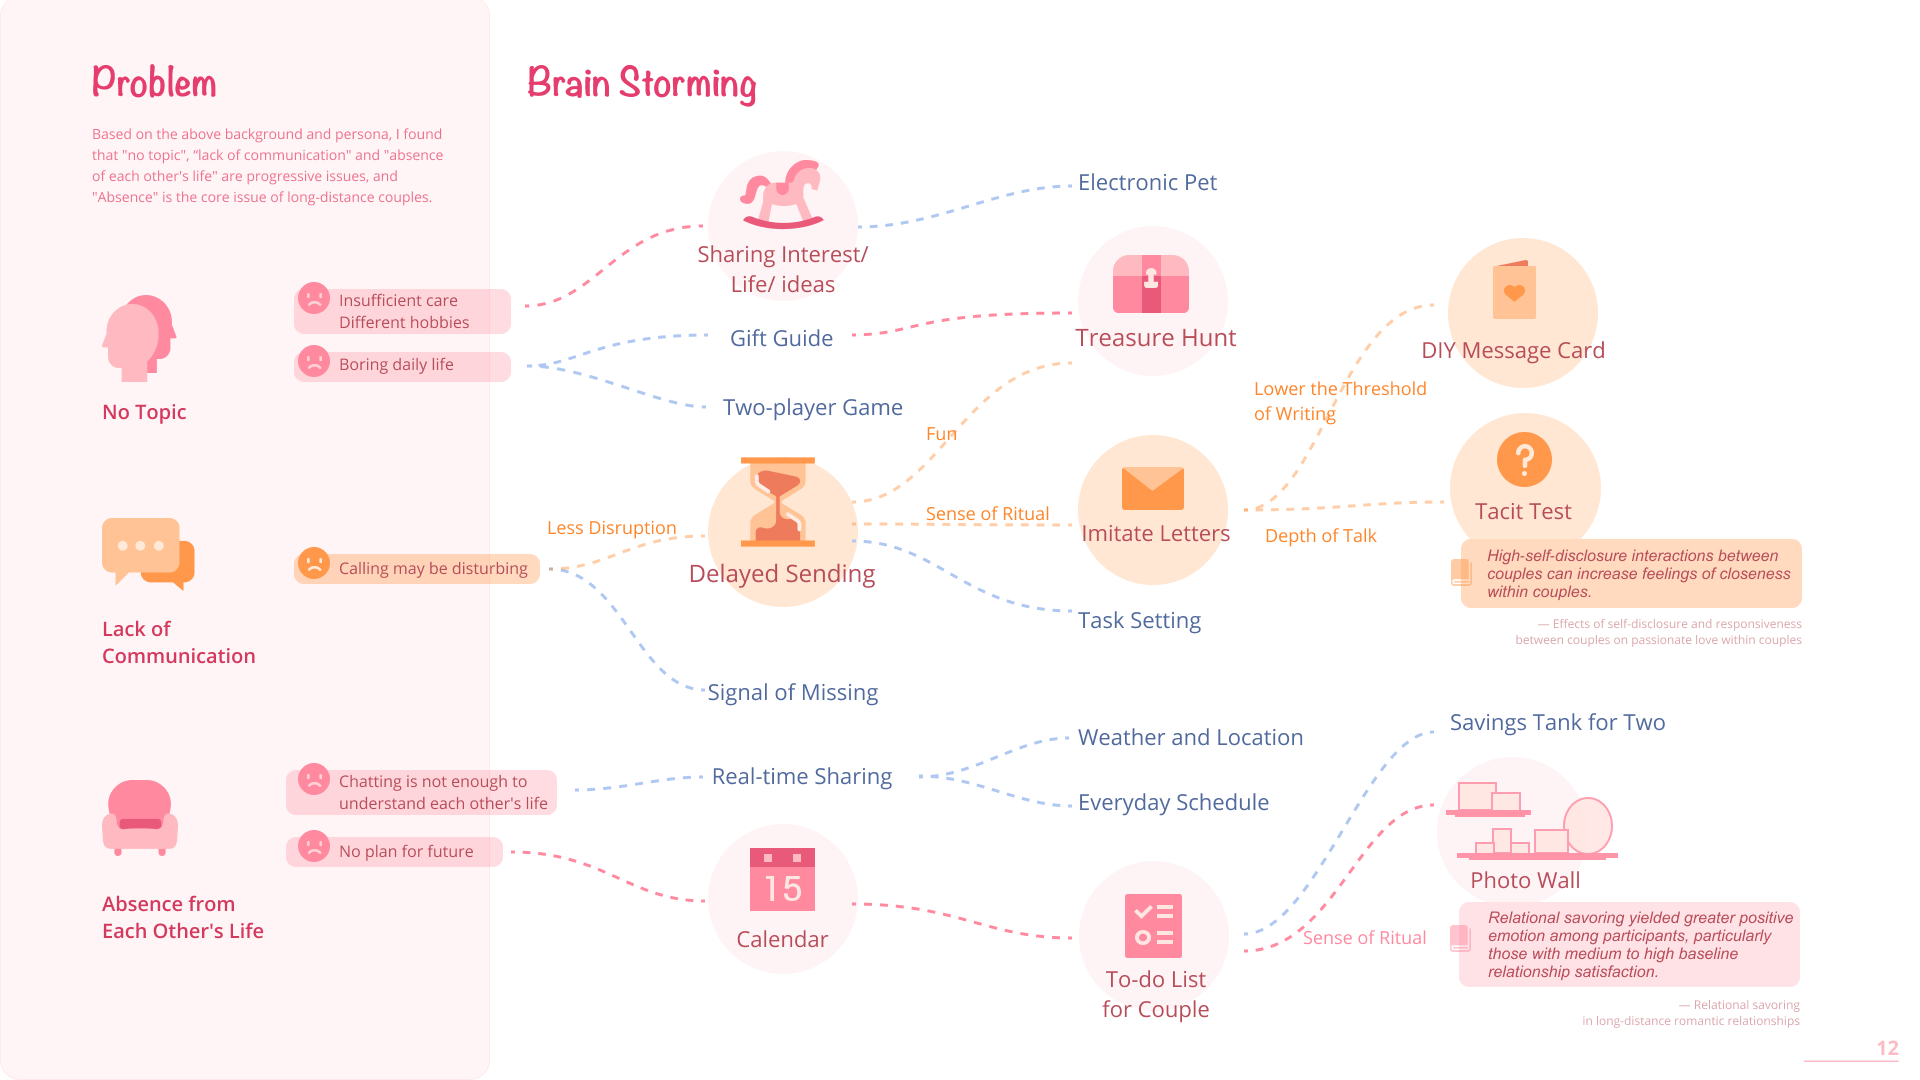 Problem
Based on the above background and persona, I found
that "no topic", “lack of communication" and "absence
of each other's life" are progressive issues, and
"Absence" is the core issue of long-distance couples.
No Topic
Insufficient care
Different hobbies
Boring daily life
Lack of
Communication
Calling may be disturbing
Absence from
Each Other's Life
Chatting is not enough to
understand each other's life
No plan for future
Brain Storming
Sharing Interest/
Life/ ideas
Electronic Pet
Gift Guide
Treasure Hunt
Two-player Game
Fun
Less Disruption
Delayed Sending
Sense of Ritual
Imitate Letters
Lower the Threshold
of Writing
DIY Message Card
Depth of Talk
Tacit Test
High-self-disclosure interactions between
couples can increase feelings of closeness
within couples.
— Effects of self-disclosure and responsiveness
between couples on passionate love within couples
Task Setting
Signal of Missing
Real-time Sharing
Weather and Location
Everyday Schedule
15
Calendar
To-do List
for Couple
Savings Tank for Two
Sense of Ritual
Photo Wall
Relational savoring yielded greater positive
emotion among participants, particularly
those with medium to high baseline
relationship satisfaction.
— Relational savoring
in long-distance romantic relationships
12